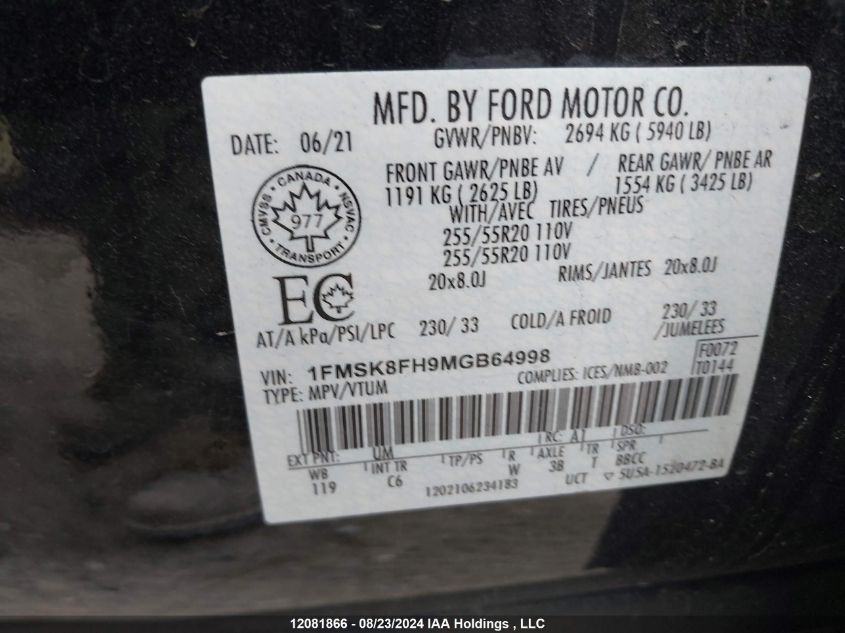 MFD. BY FORD MOTOR CO.
DATE: 06/21
GVWR/PNBV: 2694 KG ( 5940 LB)
FRONT GAWR/PNBE AV / REAR GAWR/ PNBE AR
1191 KG ( 2625 LB) 1554 KG ( 3425 LB)
WITH/AVEC TIRES/PNEUS
255/55R20 110V
255/55R20 110V
20x8.0J RIMS/JANTES 20x8.0J
CANADA
CMVSS NSVAC
977
TRANSPORT
EC
AT/A kPa/PSI/LPC 230/ 33 COLD/A FROID 230/ 33
/JUMELEES
VIN: 1FMSK8FH9MGB64998
F0072
TYPE: MPV/VTUM COMPLIES: ICES/NMB-002 T0144
EXT PNT: UM RC: A1 DSO:
WB INT TR TP/PS R AXLE TR SPR
119 C6 W 3B T BBCC
1202106234183 UCT ▽ 5U5A-1520472-BA
12081866 - 08/23/2024 IAA Holdings , LLC